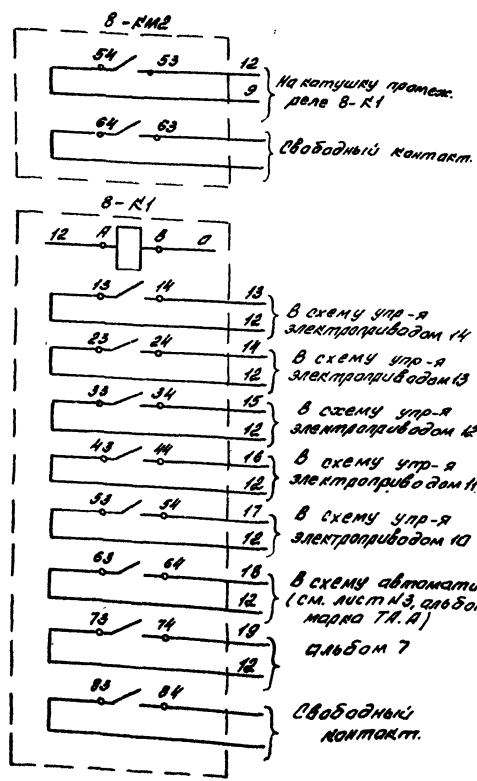 8-КМ2
54 53 12
9
На катушку промеж.
реле 8-К1
64 63
Свободный контакт.
8-К1
12 А В 0
13 14 13
12
В схему упр-я
электроприводом 14
23 24 14
12
В схему упр-я
электроприводом 13
33 34 15
12
В схему упр-я
электроприводом 12
43 44 16
12
В схему упр-я
электроприводом 11
53 54 17
12
В схему упр-я
электроприводом 10
63 64 18
12
В схему автомати
(см. лист N3, альбом
марка ТА.А)
73 74 19
12
альбом 7
83 84
Свободный
контакт.